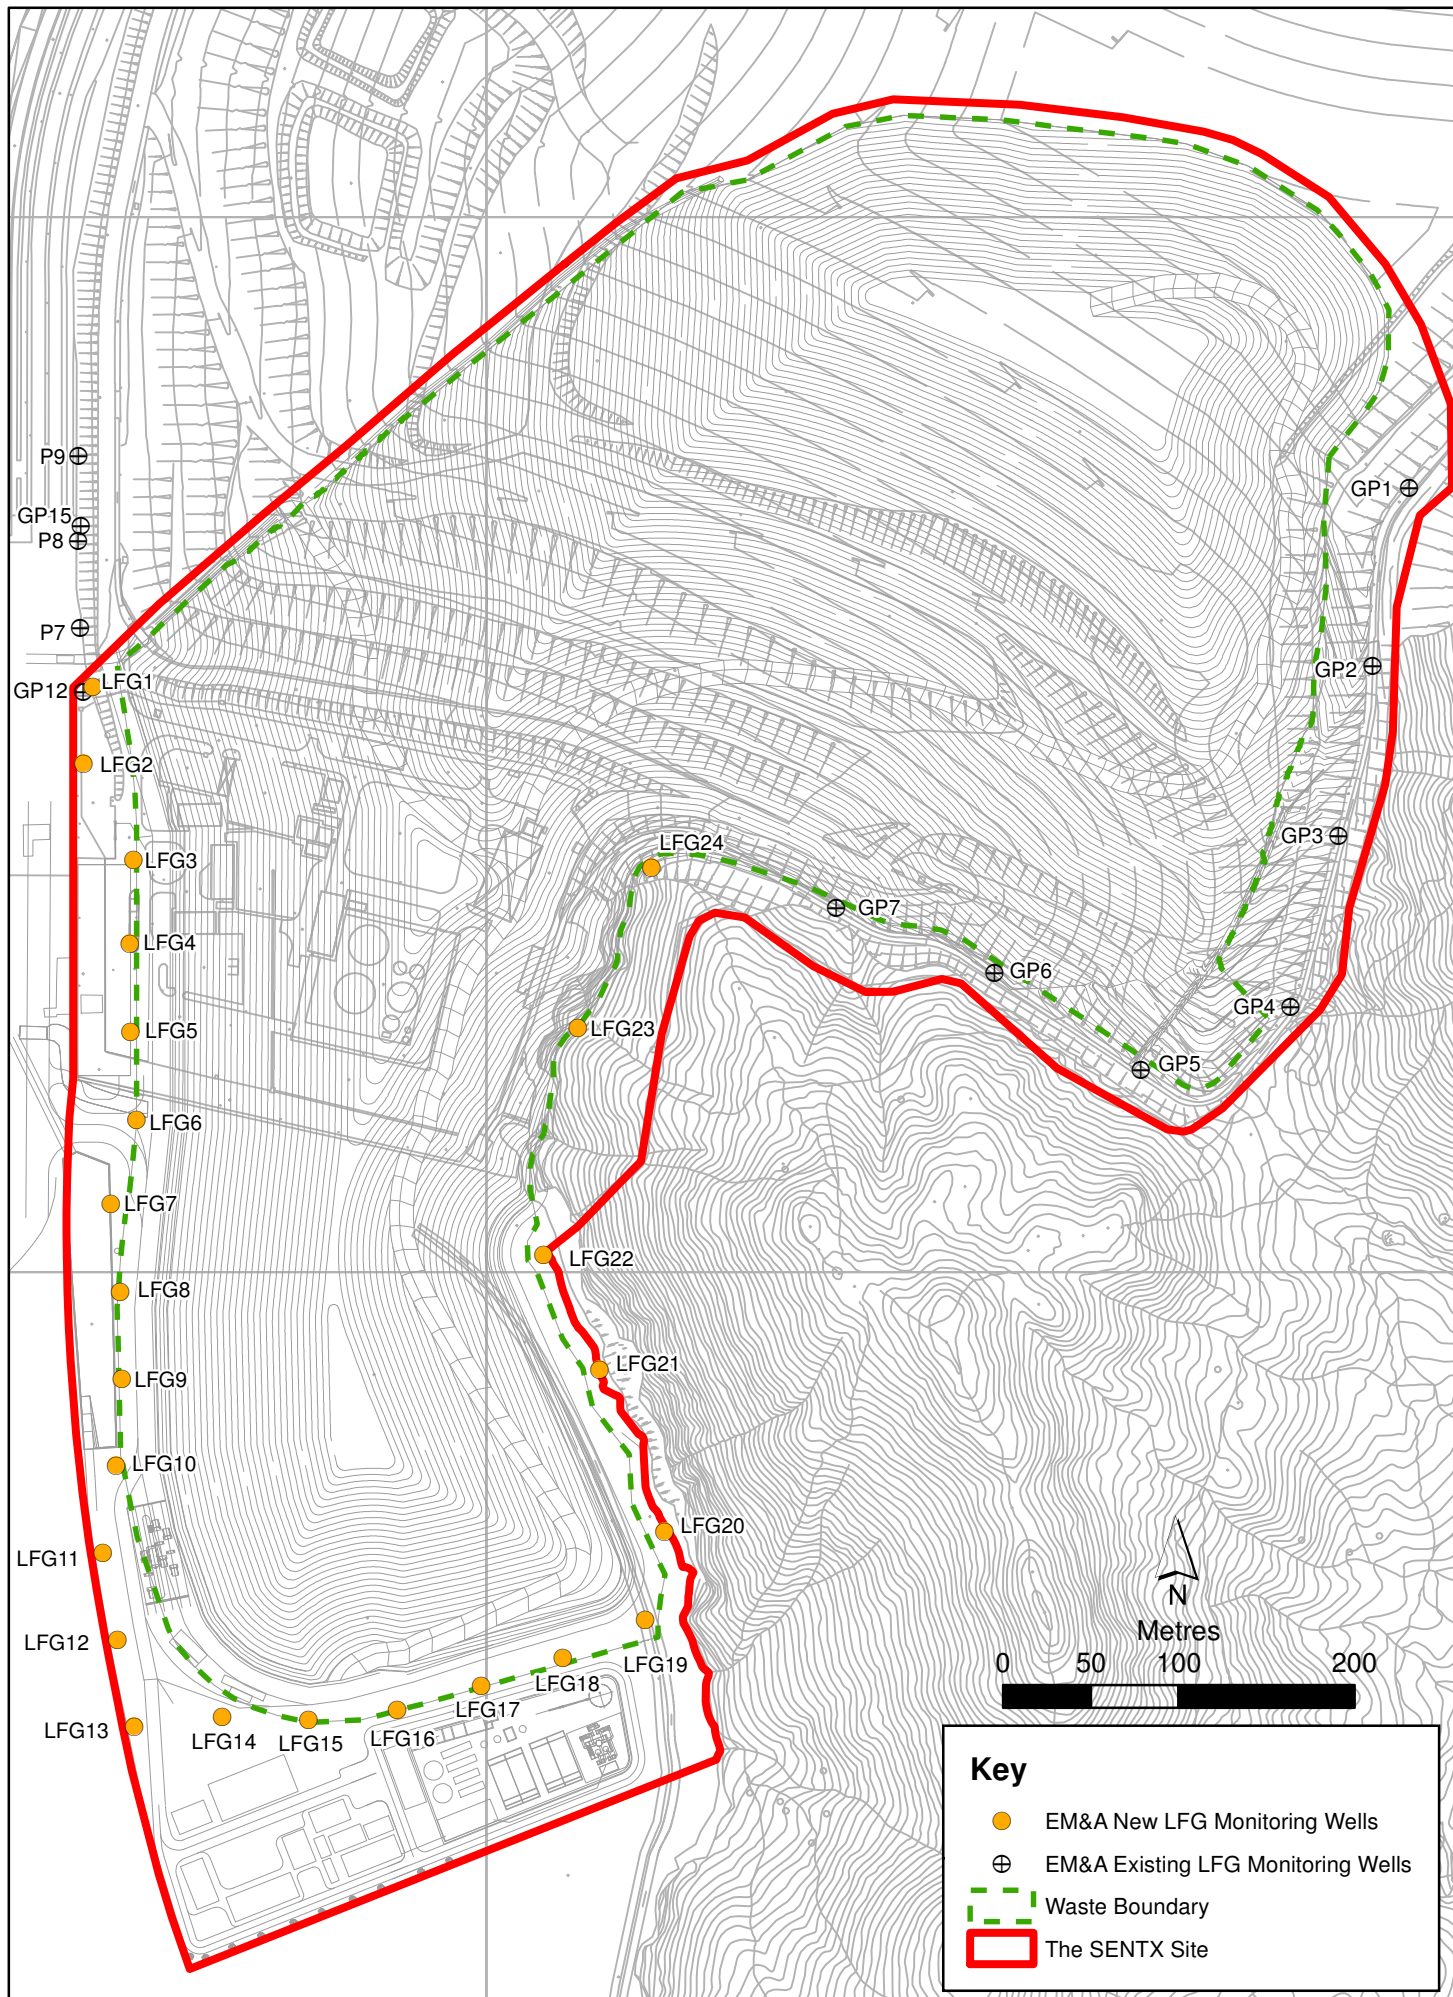 P9
GP1
GP15
P8
P7
GP2
LFG1
GP12
LFG2
GP3
LFG24
LFG3
GP7
LFG4
GP6
GP4
LFG23
LFG5
GP5
LFG6
LFG7
LFG22
LFG8
LFG21
LFG9
LFG10
LFG20
LFG11
N
Metres
LFG12
LFG19
0 50 100 200
LFG18
LFG17
LFG13
LFG14
LFG15
LFG16
Key
EM&A New LFG Monitoring Wells
EM&A Existing LFG Monitoring Wells
Waste Boundary
The SENTX Site